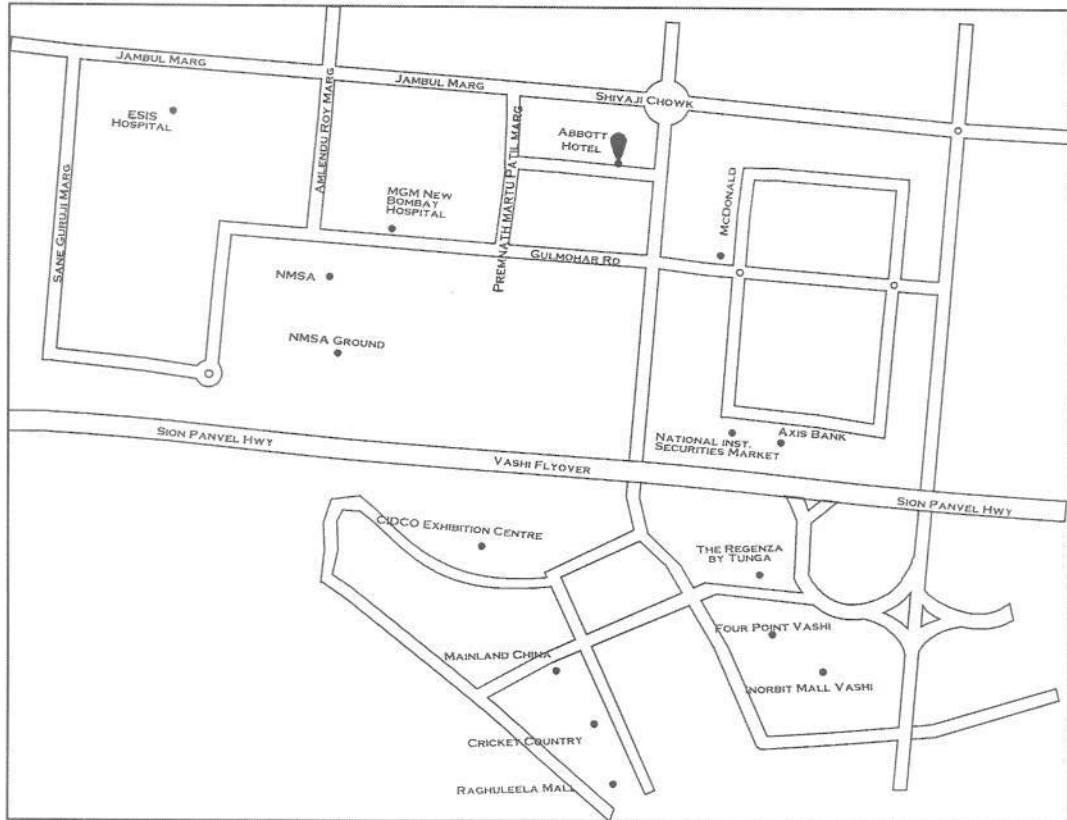 Jambul Marg
Jambul Marg
Shivaji Chowk
ESIS
Hospital
Amlendu Roy Marg
Premnath Martu Patil Marg
Abbott
Hotel
McDonald
Sane Guruji Marg
MGM New
Bombay
Hospital
Gulmohar Rd
NMSA
NMSA Ground
Sion Panvel Hwy
Vashi Flyover
National Inst.
Securities Market
Axis Bank
Sion Panvel Hwy
CIDCO Exhibition Centre
The Regenza
by Tunga
Four Point Vashi
Mainland China
Inorbit Mall Vashi
Cricket Country
Raghuleela Mall